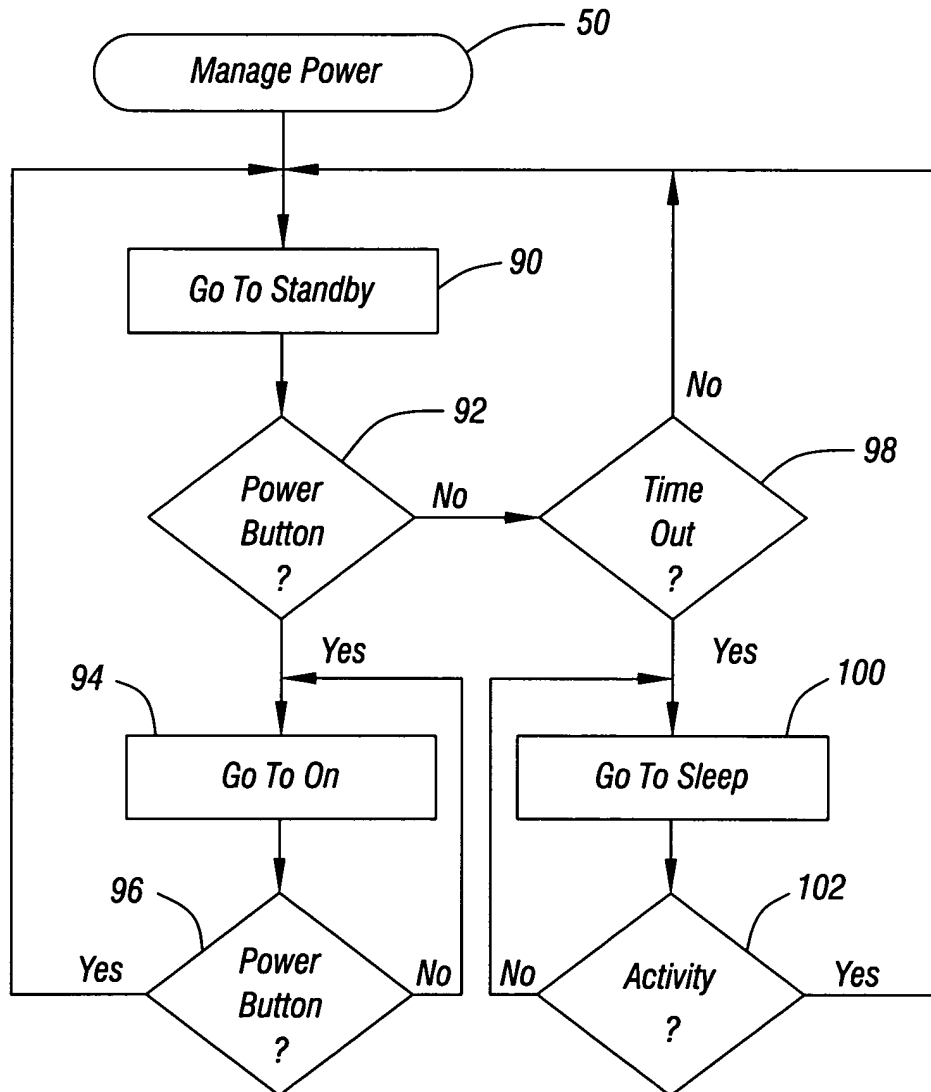 50
Manage Power
90
Go To Standby
92
No
98
Power
Button
?
No
Time
Out
?
Yes
Yes
94
100
Go To On
Go To Sleep
96
102
Yes
Power
Button
?
No
No
Activity
?
Yes